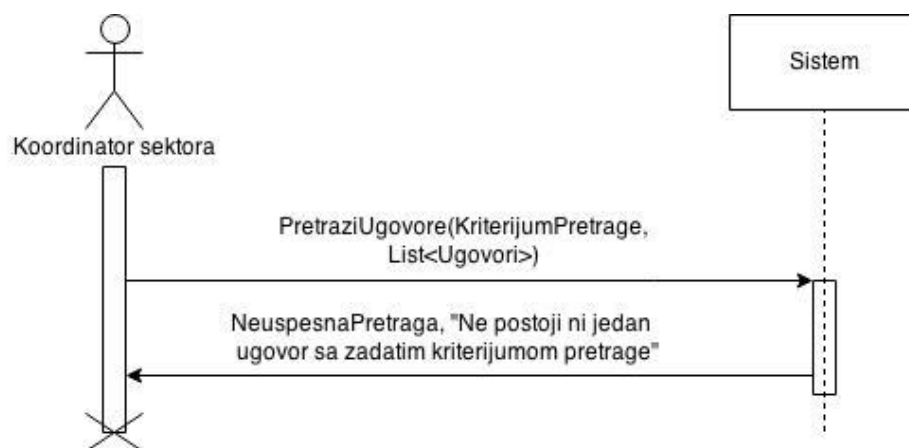 Sistem
Koordinator sektora
PretraziUgovore(KriterijumPretrage,
List<Ugovori>)
NeuspesnaPretraga, "Ne postoji ni jedan
ugovor sa zadatim kriterijumom pretrage"